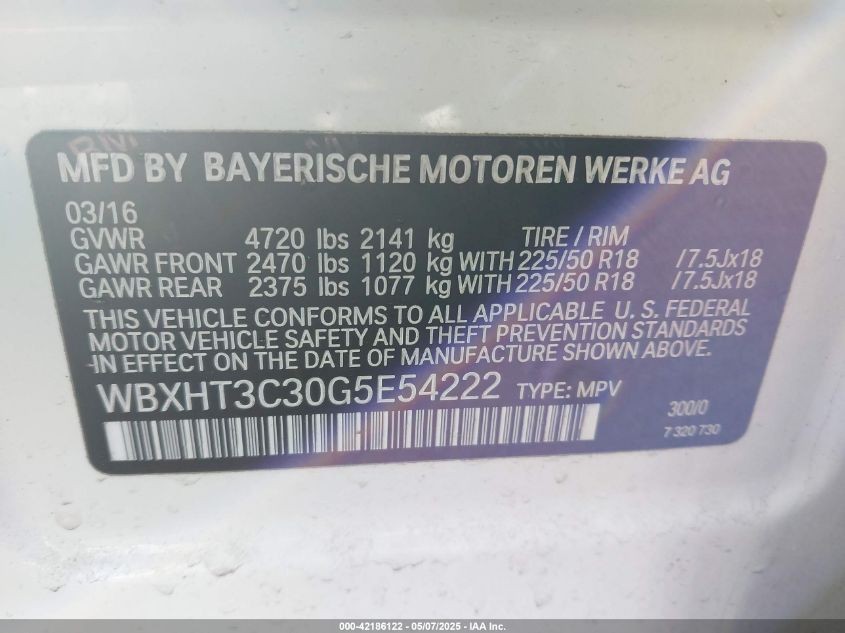 MFD BY BAYERISCHE MOTOREN WERKE AG
03/16
GVWR 4720 lbs 2141 kg TIRE / RIM
GAWR FRONT 2470 lbs 1120 kg WITH 225/50 R18 /7.5Jx18
GAWR REAR 2375 lbs 1077 kg WITH 225/50 R18 /7.5Jx18
THIS VEHICLE CONFORMS TO ALL APPLICABLE U. S. FEDERAL
MOTOR VEHICLE SAFETY AND THEFT PREVENTION STANDARDS
IN EFFECT ON THE DATE OF MANUFACTURE SHOWN ABOVE.
WBXHT3C30G5E54222 TYPE: MPV
300/0
7 320 730
000-42186122 - 05/07/2025 - IAA Inc.